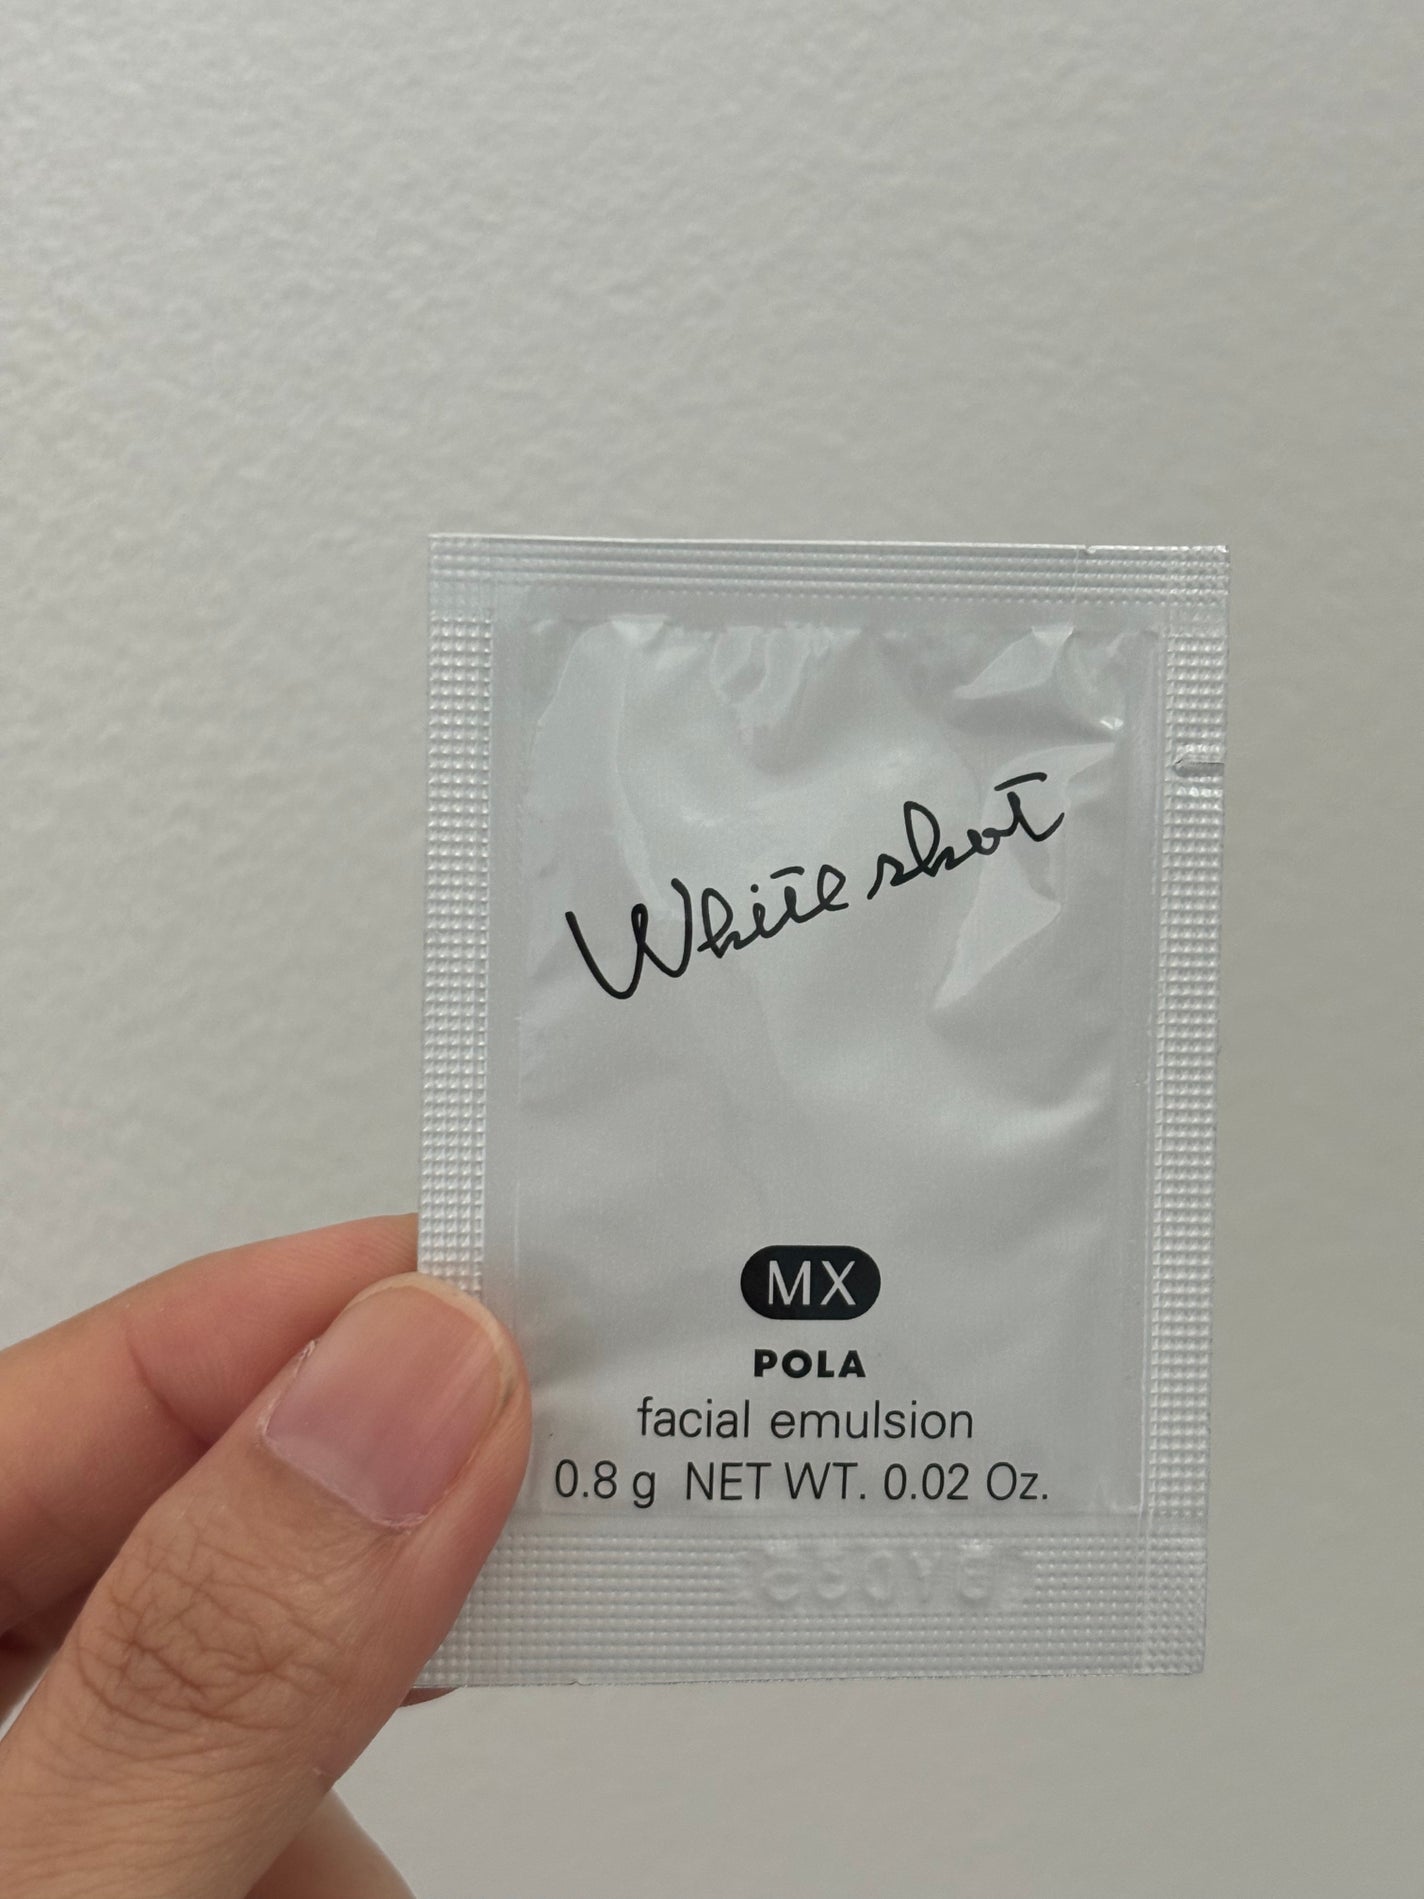 White shot
MX
POLA
facial emulsion
0.8 g NET WT. 0.02 Oz.